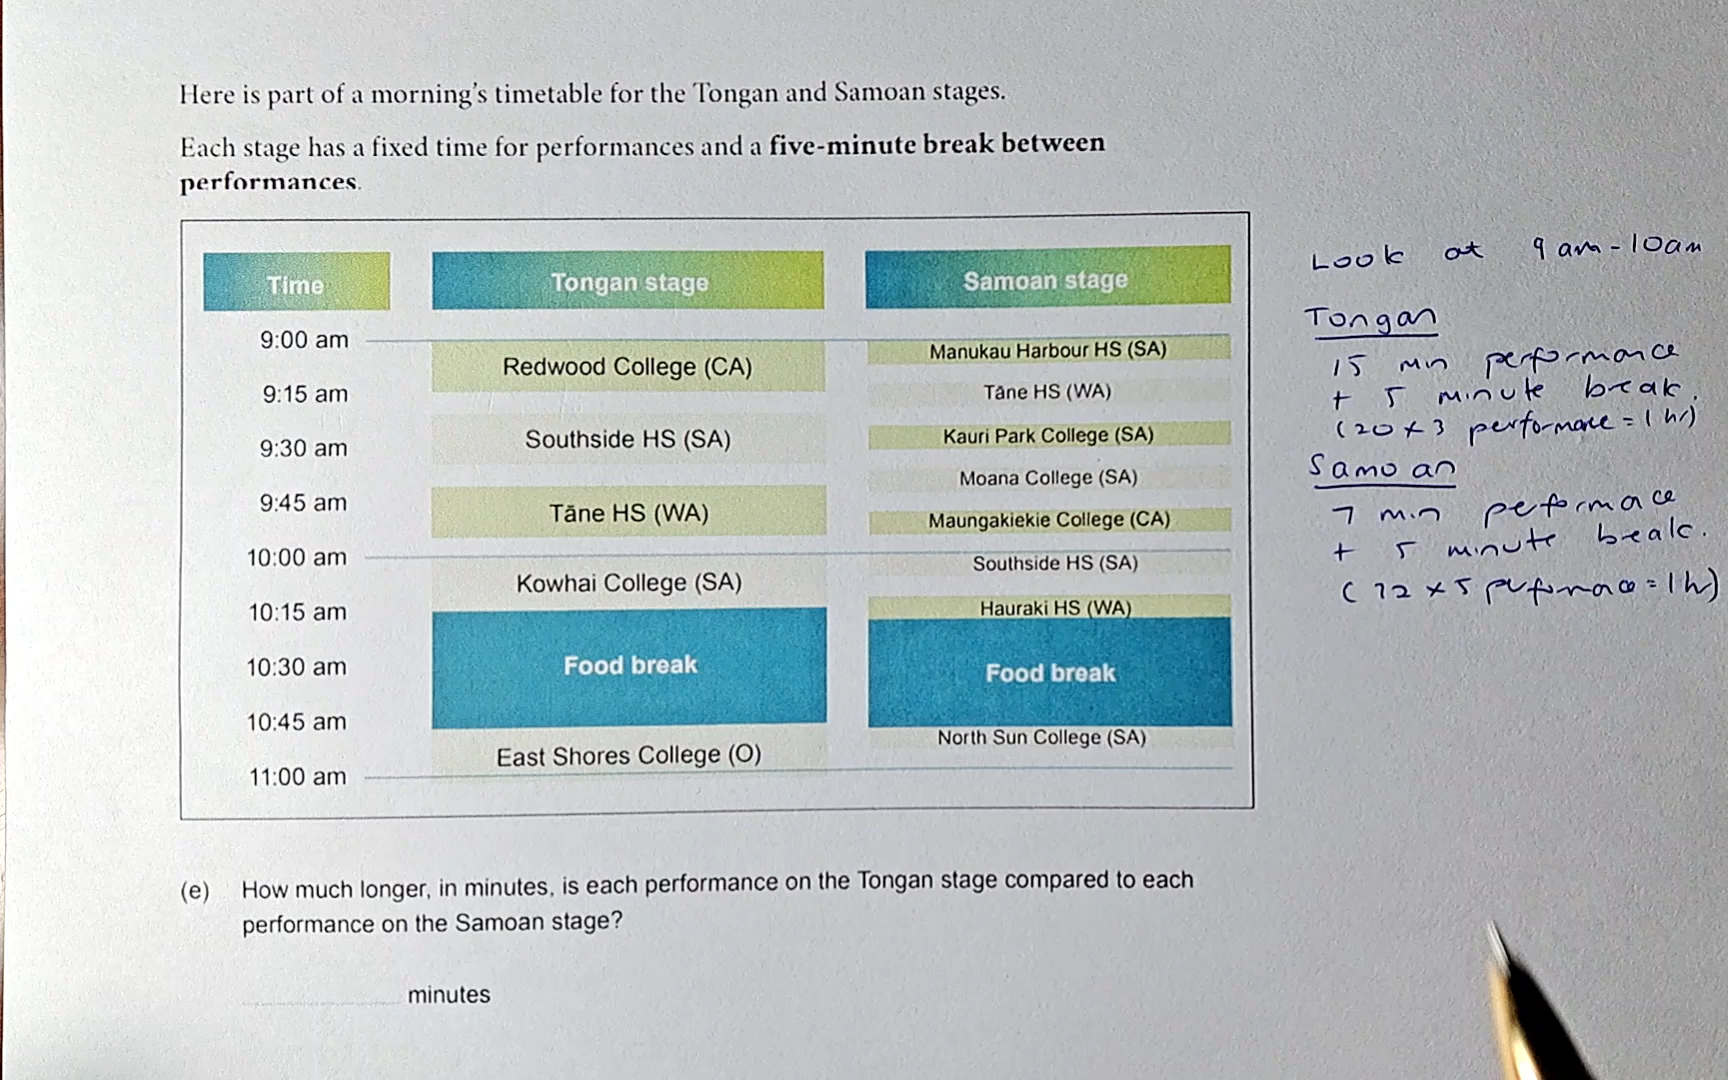 Here is part of a morning's timetable for the Tongan and Samoan stages.
Each stage has a fixed time for performances and a five-minute break between
performances.
Time Tongan stage Samoan stage
9:00 am
Redwood College (CA) Manukau Harbour HS (SA)
9:15 am Tāne HS (WA)
Southside HS (SA) Kauri Park College (SA)
9:30 am
Moana College (SA)
9:45 am Tāne HS (WA) Maungakiekie College (CA)
10:00 am Southside HS (SA)
Kowhai College (SA)
10:15 am Hauraki HS (WA)
10:30 am Food break Food break
10:45 am North Sun College (SA)
East Shores College (O)
11:00 am
(e) How much longer, in minutes, is each performance on the Tongan stage compared to each
performance on the Samoan stage?
minutes
Look at 9 am - 10am
Tongan
15 min performance
+ 5 minute break.
(20 x 3 performace = 1 hr)
Samoan
7 min performace
+ 5 minute break.
(12 x 5 = 1 hr)